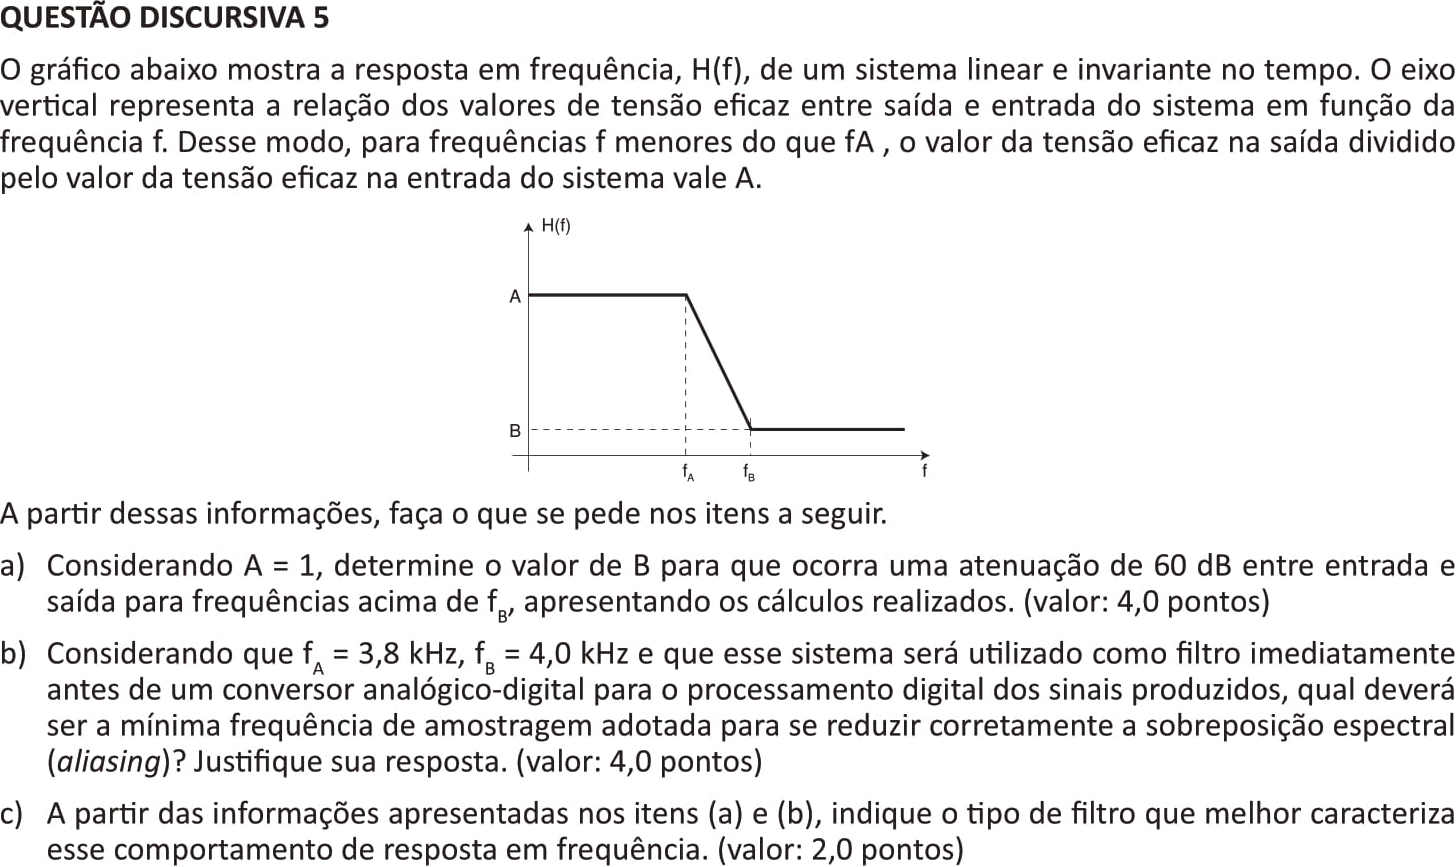 QUESTÃO DISCURSIVA 5
O gráfico abaixo mostra a resposta em frequência, H(f), de um sistema linear e invariante no tempo. O eixo
vertical representa a relação dos valores de tensão eficaz entre saída e entrada do sistema em função da
frequência f. Desse modo, para frequências f menores do que fA , o valor da tensão eficaz na saída dividido
pelo valor da tensão eficaz na entrada do sistema vale A.
H(f)
A
B
f_A f_B f
A partir dessas informações, faça o que se pede nos itens a seguir.
a) Considerando A = 1, determine o valor de B para que ocorra uma atenuação de 60 dB entre entrada e
saída para frequências acima de f_B, apresentando os cálculos realizados. (valor: 4,0 pontos)
b) Considerando que f_A = 3,8 kHz, f_B = 4,0 kHz e que esse sistema será utilizado como filtro imediatamente
antes de um conversor analógico-digital para o processamento digital dos sinais produzidos, qual deverá
ser a mínima frequência de amostragem adotada para se reduzir corretamente a sobreposição espectral
(aliasing)? Justifique sua resposta. (valor: 4,0 pontos)
c) A partir das informações apresentadas nos itens (a) e (b), indique o tipo de filtro que melhor caracteriza
esse comportamento de resposta em frequência. (valor: 2,0 pontos)